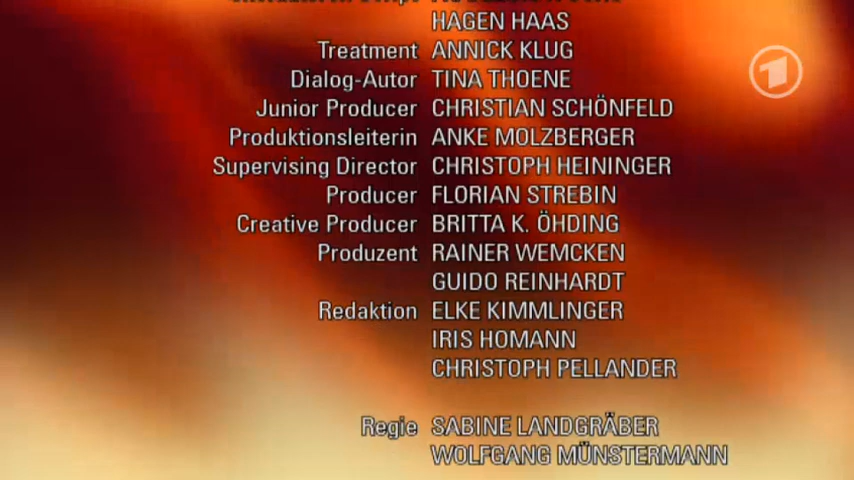 HAGEN HAAS
Treatment ANNICK KLUG
Dialog-Autor TINA THOENE
Junior Producer CHRISTIAN SCHÖNFELD
Produktionsleiterin ANKE MOLZBERGER
Supervising Director CHRISTOPH HEININGER
Producer FLORIAN STREBIN
Creative Producer BRITTA K. ÖHDING
Produzent RAINER WEMCKEN
GUIDO REINHARDT
Redaktion ELKE KIMMLINGER
IRIS HOMANN
CHRISTOPH PELLANDER
Regie SABINE LANDGRÄBER
WOLFGANG MÜNSTERMANN
1